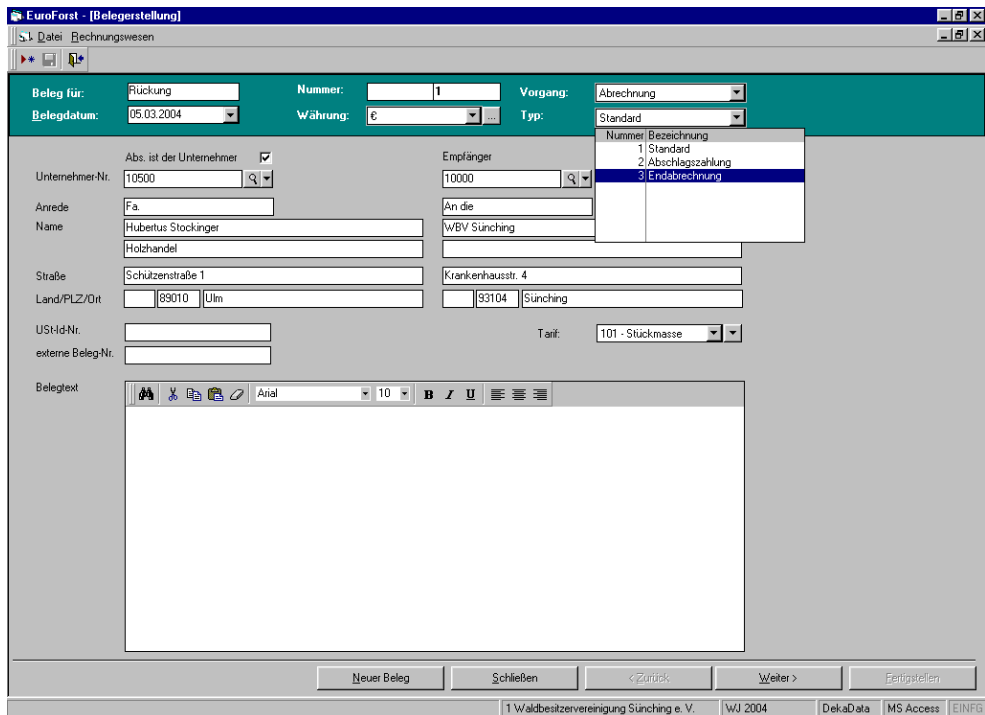 EuroForst - [Belegerstellung]
Datei Rechnungswesen
Beleg für: Rückung Nummer: 1 Vorgang: Abrechnung
Belegdatum: 05.03.2004 Währung: € ... Typ: Standard
Nummer Bezeichnung
1 Standard
2 Abschlagszahlung
3 Endabrechnung
Abs. ist der Unternehmer Empfänger
Unternehmer-Nr. 10500 10000
Anrede Fa. An die
Name Hubertus Stockinger WBV Sünching
Holzhandel
Straße Schützenstraße 1 Krankenhausstr. 4
Land/PLZ/Ort 89010 Ulm 93104 Sünching
USt-Id-Nr. Tarif: 101 - Stückmasse
externe Beleg-Nr.
Belegtext
Arial 10 B I U
Neuer Beleg Schließen < Zurück Weiter > Fertigstellen
1 Waldbesitzervereinigung Sünching e. V. WJ 2004 DekaData MS Access EINFG